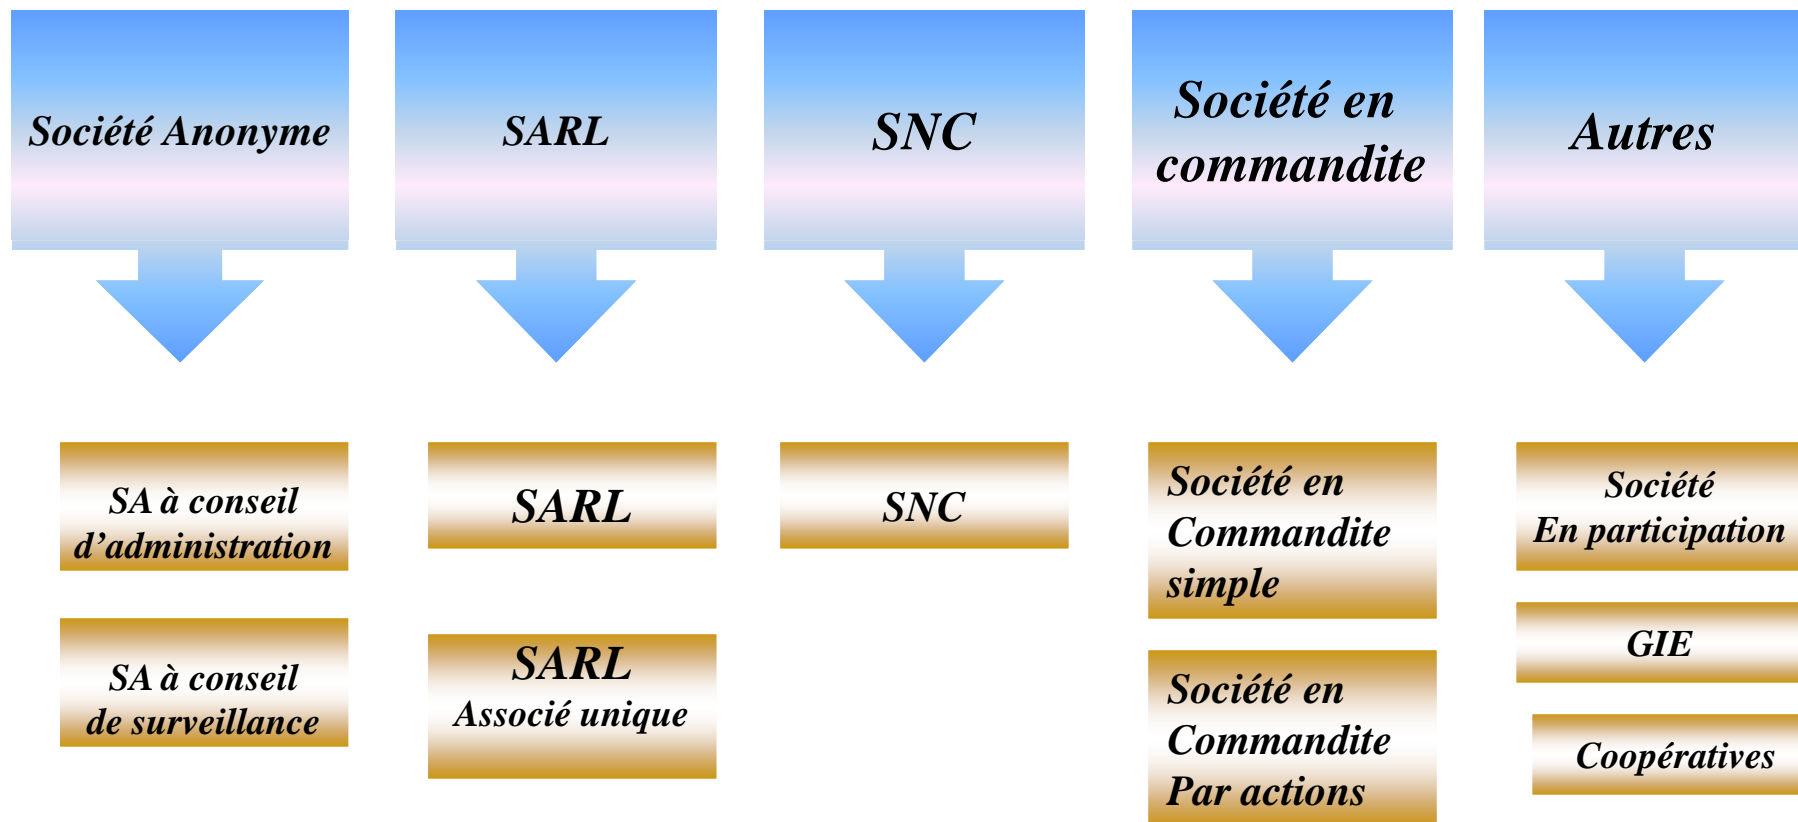 Société Anonyme
SARL
SNC
Société en
commandite
Autres
SA à conseil
d’administration
SA à conseil
de surveillance
SARL
SARL
Associé unique
SNC
Société en
Commandite
simple
Société en
Commandite
Par actions
Société
En participation
GIE
Coopératives